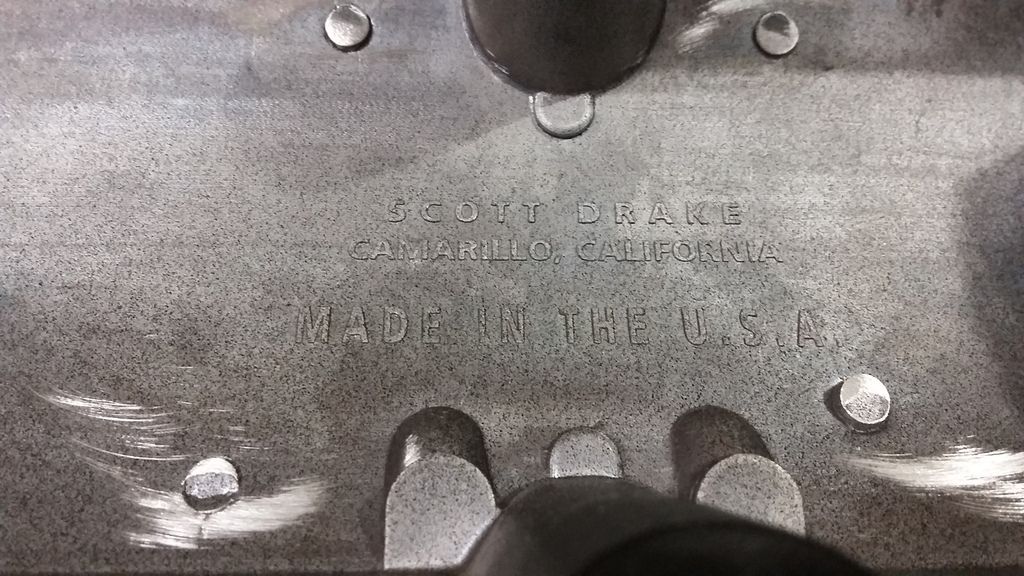 SCOTT DRAKE
CAMARILLO, CALIFORNIA
MADE IN THE U.S.A.